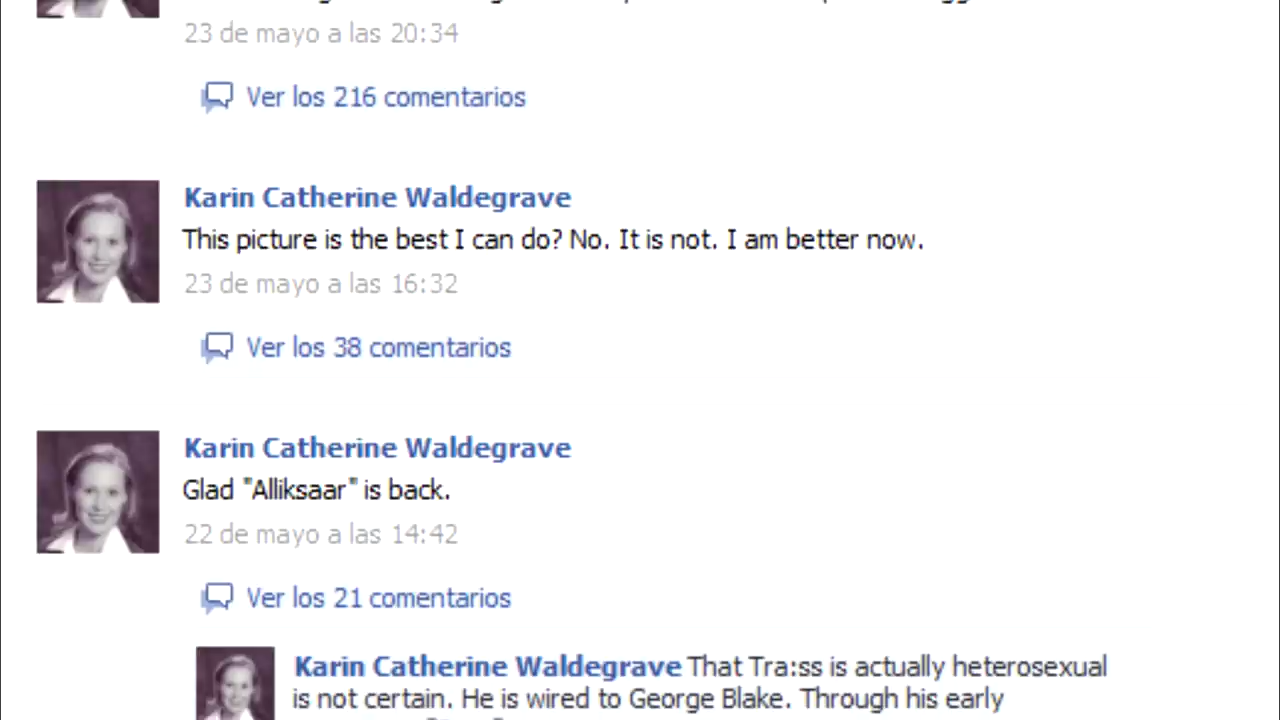 23 de mayo a las 20:34
Ver los 216 comentarios
Karin Catherine Waldegrave
This picture is the best I can do? No. It is not. I am better now.
23 de mayo a las 16:32
Ver los 38 comentarios
Karin Catherine Waldegrave
Glad "Alliksaar" is back.
22 de mayo a las 14:42
Ver los 21 comentarios
Karin Catherine Waldegrave That Tra:ss is actually heterosexual
is not certain. He is wired to George Blake. Through his early